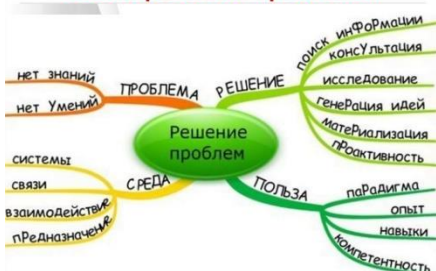 Решение
проблем
ПРОБЛЕМА
нет знаний
нет Умений
РЕШЕНИЕ
поиск инФоРмации
консУльтация
исследование
генеРация идей
матеРиализация
пРоактивность
СРЕДА
системы
связи
взаимодействие
пРедназначение
ПОЛЬЗА
паРадигма
опыт
навыки
компетентность